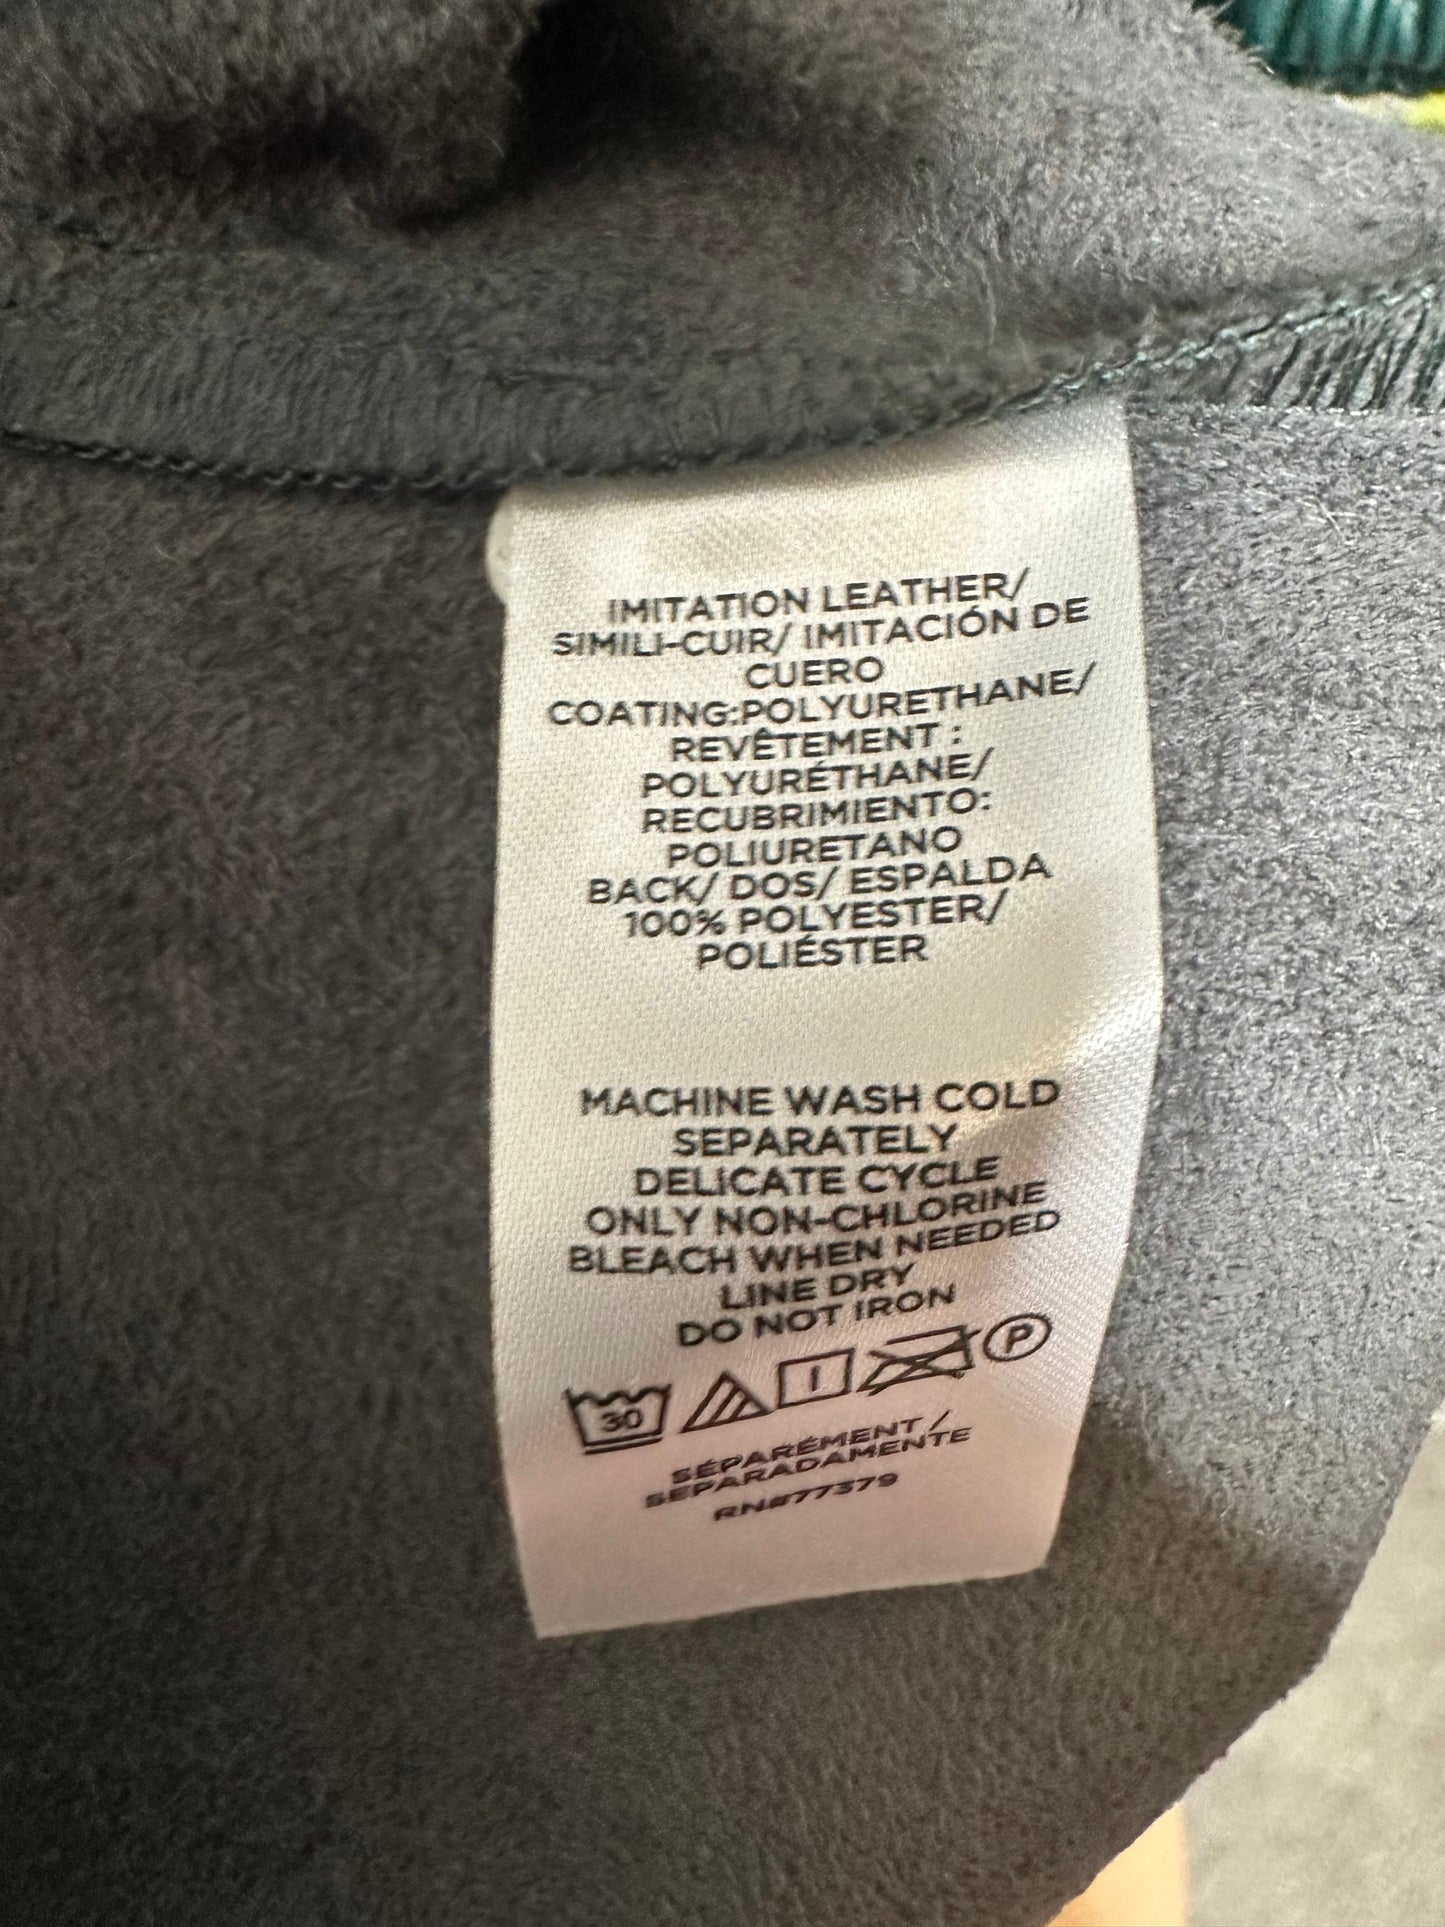 IMITATION LEATHER/
SIMILI-CUIR/ IMITACIÓN DE
CUERO
COATING:POLYURETHANE/
REVÊTEMENT :
POLYURÉTHANE/
RECUBRIMIENTO:
POLIURETANO
BACK/ DOS/ ESPALDA
100% POLYESTER/
POLIÉSTER
MACHINE WASH COLD
SEPARATELY
DELICATE CYCLE
ONLY NON-CHLORINE
BLEACH WHEN NEEDED
LINE DRY
DO NOT IRON
30 P
SÉPARÉMENT /
SEPARADAMENTE
RN#77379